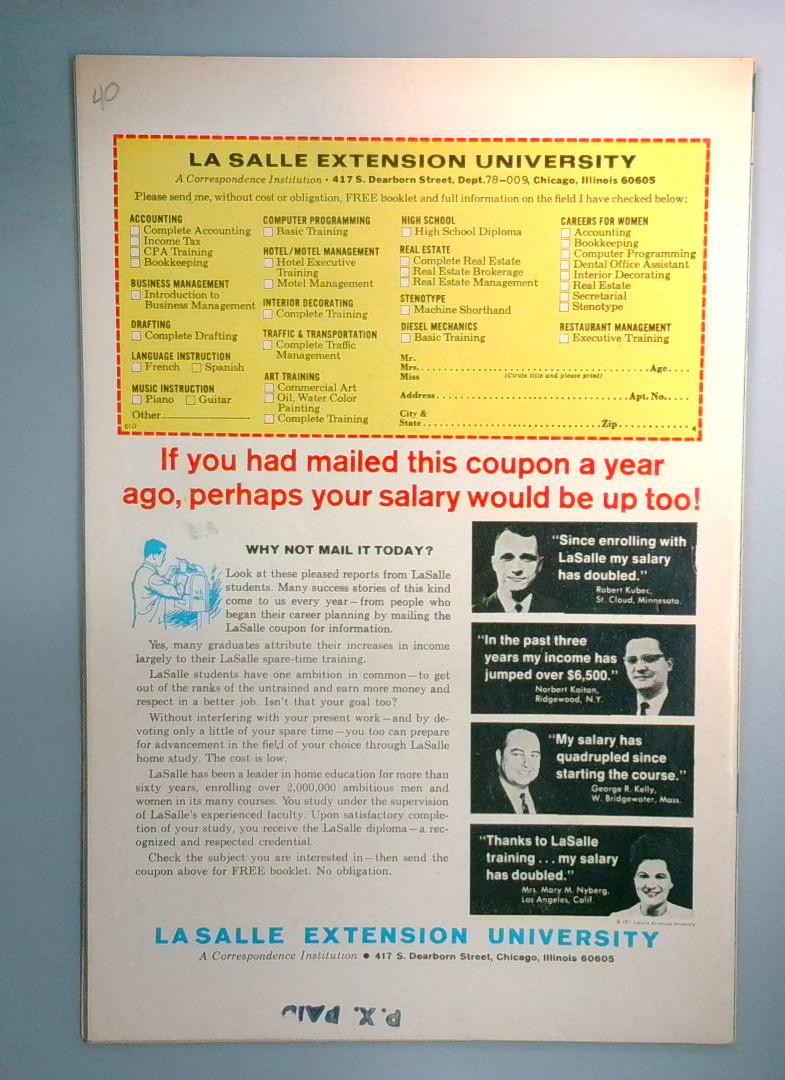 40
LA SALLE EXTENSION UNIVERSITY
A Correspondence Institution • 417 S. Dearborn Street, Dept.78-009, Chicago, Illinois 60605
Please send me, without cost or obligation, FREE booklet and full information on the field I have checked below:
ACCOUNTING
Complete Accounting
Income Tax
CPA Training
Bookkeeping
BUSINESS MANAGEMENT
Introduction to
Business Management
DRAFTING
Complete Drafting
LANGUAGE INSTRUCTION
French Spanish
MUSIC INSTRUCTION
Piano Guitar
Other
COMPUTER PROGRAMMING
Basic Training
HOTEL/MOTEL MANAGEMENT
Hotel Executive
Training
Motel Management
INTERIOR DECORATING
Complete Training
TRAFFIC & TRANSPORTATION
Complete Traffic
Management
ART TRAINING
Commercial Art
Oil, Water Color
Painting
Complete Training
HIGH SCHOOL
High School Diploma
REAL ESTATE
Complete Real Estate
Real Estate Brokerage
Real Estate Management
STENOTYPE
Machine Shorthand
DIESEL MECHANICS
Basic Training
CAREERS FOR WOMEN
Accounting
Bookkeeping
Computer Programming
Dental Office Assistant
Interior Decorating
Real Estate
Secretarial
Stenotype
RESTAURANT MANAGEMENT
Executive Training
Mr.
Mrs. Age
Miss (Circle title and please print)
Address Apt. No.
City &
State Zip
If you had mailed this coupon a year
ago, perhaps your salary would be up too!
WHY NOT MAIL IT TODAY?
U.S.
MAIL
Look at these pleased reports from LaSalle
students. Many success stories of this kind
come to us every year—from people who
began their career planning by mailing the
LaSalle coupon for information.
Yes, many graduates attribute their increases in income
largely to their LaSalle spare-time training.
LaSalle students have one ambition in common—to get
out of the ranks of the untrained and earn more money and
respect in a better job. Isn't that your goal too?
Without interfering with your present work—and by de-
voting only a little of your spare time—you too can prepare
for advancement in the field of your choice through LaSalle
home study. The cost is low.
LaSalle has been a leader in home education for more than
sixty years, enrolling over 2,000,000 ambitious men and
women in its many courses. You study under the supervision
of LaSalle's experienced faculty. Upon satisfactory comple-
tion of your study, you receive the LaSalle diploma—a rec-
ognized and respected credential.
Check the subject you are interested in—then send the
coupon above for FREE booklet. No obligation.
"Since enrolling with
LaSalle my salary
has doubled."
Robert Kubec,
St. Cloud, Minnesota.
"In the past three
years my income has
jumped over $6,500."
Norbert Kaitan,
Ridgewood, N.Y.
"My salary has
quadrupled since
starting the course."
George R. Kelly,
W. Bridgewater, Mass.
"Thanks to LaSalle
training . . . my salary
has doubled."
Mrs. Mary M. Nyberg,
Los Angeles, Calif.
© 1971 LaSalle Extension University
LASALLE EXTENSION UNIVERSITY
A Correspondence Institution • 417 S. Dearborn Street, Chicago, Illinois 60605
P.X. PAID